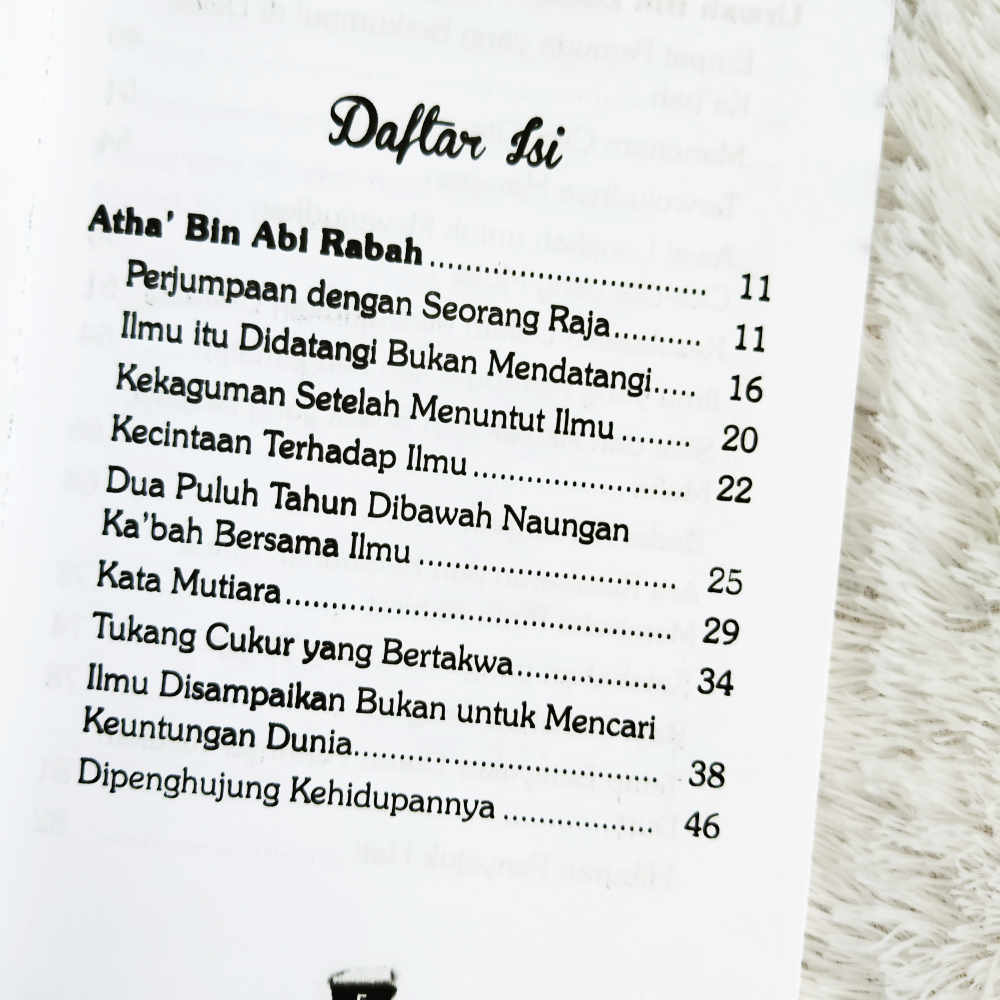 Daftar Isi
Atha' Bin Abi Rabah ................................ 11
Perjumpaan dengan Seorang Raja.......... 11
Ilmu itu Didatangi Bukan Mendatangi..... 16
Kekaguman Setelah Menuntut Ilmu ........ 20
Kecintaan Terhadap Ilmu ........................ 22
Dua Puluh Tahun Dibawah Naungan
Ka'bah Bersama Ilmu ............................. 25
Kata Mutiara........................................... 29
Tukang Cukur yang Bertakwa................. 34
Ilmu Disampaikan Bukan untuk Mencari
Keuntungan Dunia.................................. 38
Dipenghujung Kehidupannya ................. 46